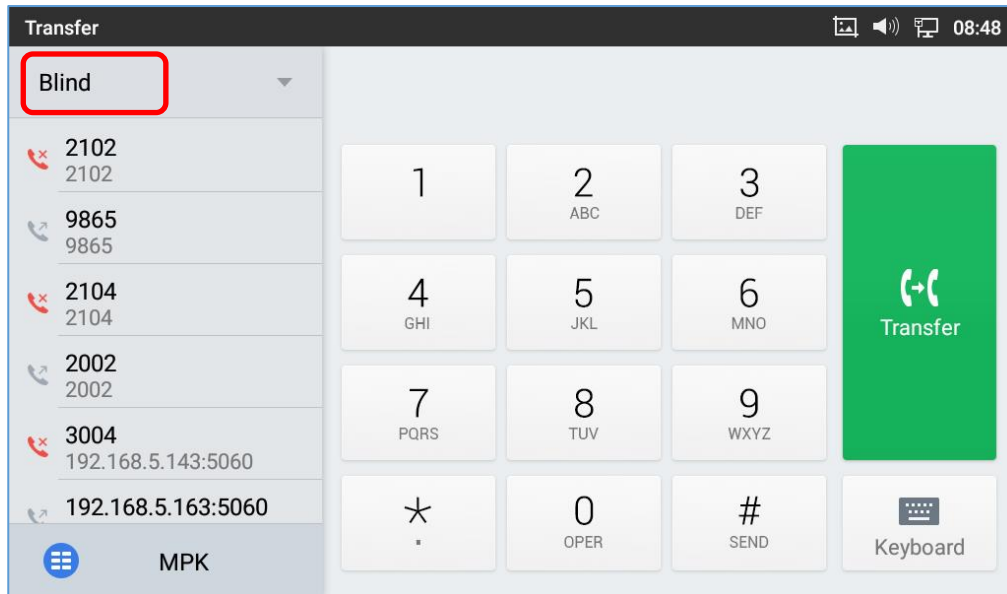 Transfer
08:48
Blind
2102
2102
9865
9865
2104
2104
2002
2002
3004
192.168.5.143:5060
192.168.5.163:5060
MPK
1
2
ABC
3
DEF
4
GHI
5
JKL
6
MNO
7
PQRS
8
TUV
9
WXYZ
*
.
0
OPER
#
SEND
Transfer
Keyboard